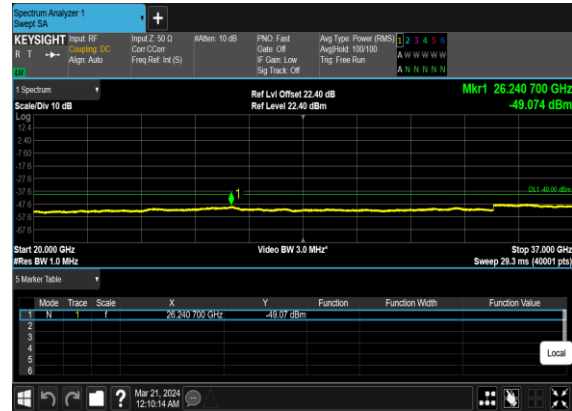 Spectrum Analyzer 1
Swept SA
+
KEYSIGHT Input: RF Input Z: 50 Ω #Atten: 10 dB PNO: Fast Avg Type: Power (RMS) 1 2 3 4 5 6
R T Coupling: DC Corr CCorr Gate: Off Avg|Hold: 100/100 A W W W W W
Align: Auto Freq Ref: Int (S) IF Gain: Low Trig: Free Run
LXI Sig Track: Off A N N N N N
1 Spectrum Ref Lvl Offset 22.40 dB Mkr1 26.240 700 GHz
Scale/Div 10 dB Ref Level 22.40 dBm -49.074 dBm
Log
12.4
2.40
-7.60
-17.6
-27.6
-37.6 1 DL1 -40.00 dBm
-47.6
-57.6
-67.6
Start 20.000 GHz Video BW 3.0 MHz* Stop 37.000 GHz
#Res BW 1.0 MHz Sweep 29.3 ms (40001 pts)
5 Marker Table
Mode Trace Scale X Y Function Function Width Function Value
1 N 1 f 26.240 700 GHz -49.07 dBm
2
3
4
5
6
Local
? Mar 21, 2024
12:10:14 AM